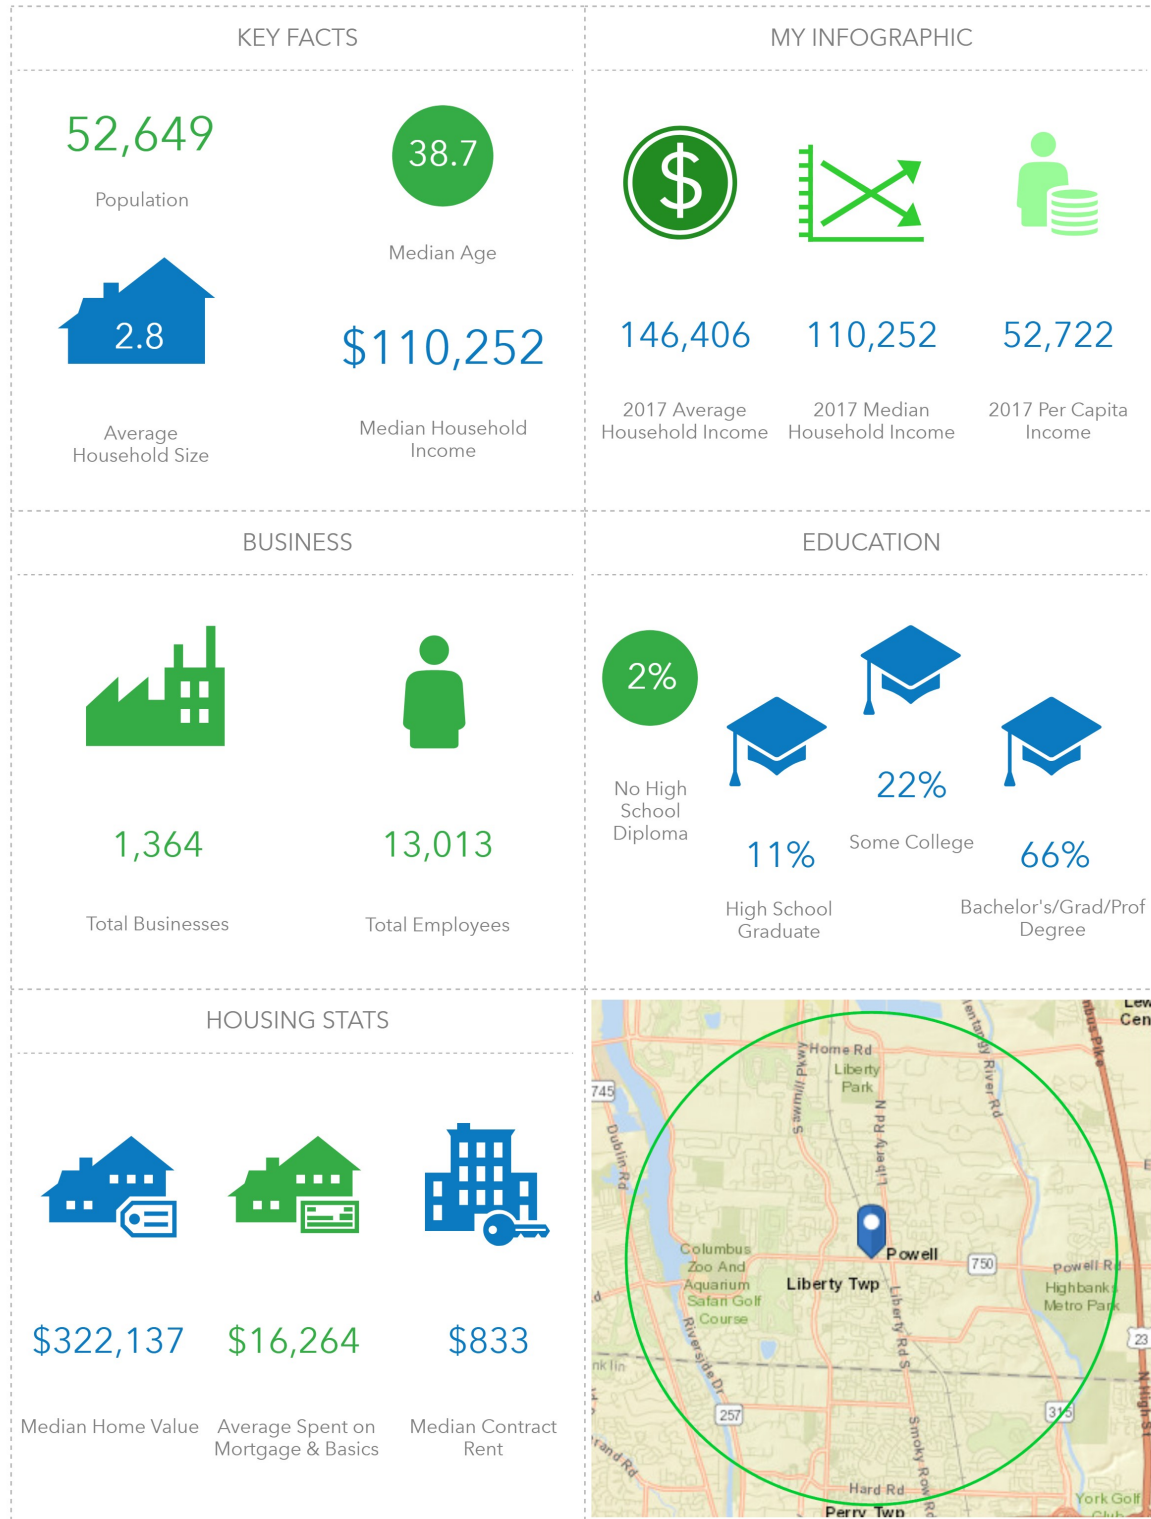 KEY FACTS
52,649
Population
38.7
Median Age
2.8
Average
Household Size
$110,252
Median Household
Income
MY INFOGRAPHIC
$
146,406
2017 Average
Household Income
110,252
2017 Median
Household Income
52,722
2017 Per Capita
Income
BUSINESS
1,364
Total Businesses
13,013
Total Employees
EDUCATION
2%
No High
School
Diploma
11%
High School
Graduate
22%
Some College
66%
Bachelor's/Grad/Prof
Degree
HOUSING STATS
$322,137
Median Home Value
$16,264
Average Spent on
Mortgage & Basics
$833
Median Contract
Rent
Home Rd
Liberty
Park
Sawmill Pkwy
Liberty Rd N
River Rd
Pike
745
Dublin Rd
Columbus
Zoo And
Aquarium
Safari Golf
Course
Powell
Liberty Twp
750
Powell Rd
Highbanks
Metro Park
Liberty Rd S
Riverside Dr
23
N High St
257
315
Smoky Row Rd
Hard Rd
Perry Twp
York Golf
Club